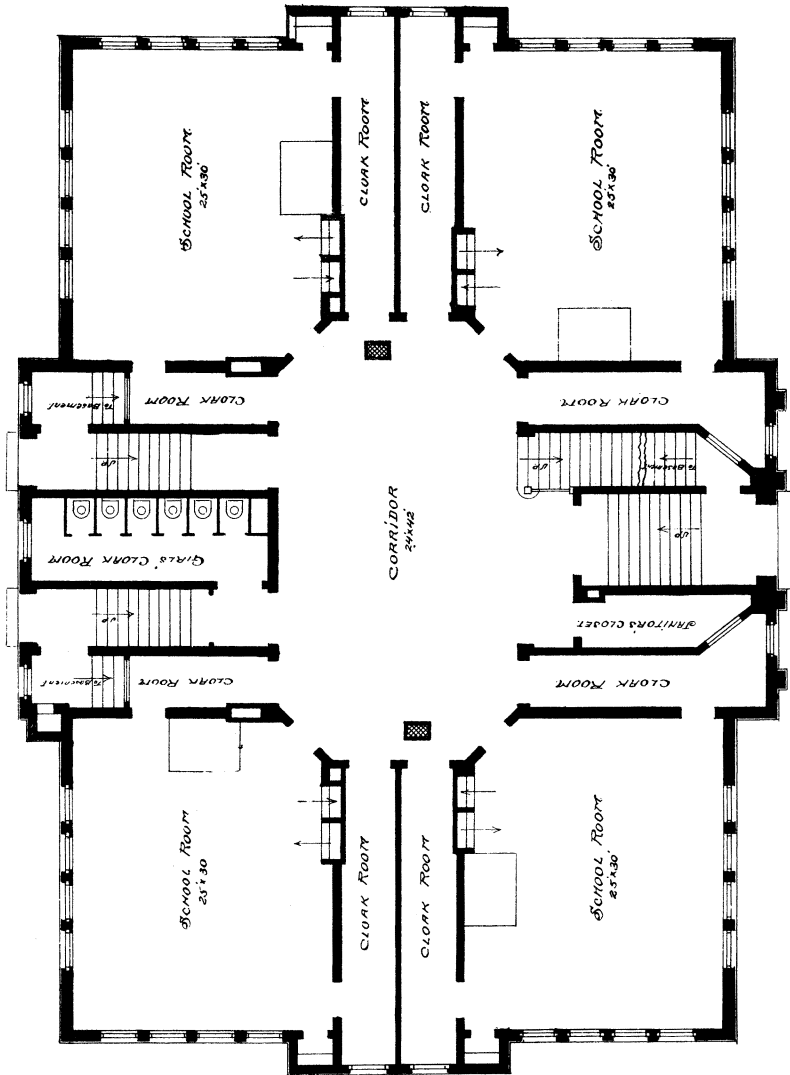 SCHOOL ROOM.
25'X30'
CLOAK ROOM
CLOAK ROOM
SCHOOL ROOM.
25'X30'
To Basement
CLOAK ROOM
CLOAK ROOM
UP
UP
To Basement
CORRIDOR
24'X42'
UP
GIRLS' CLOAK ROOM
UP
JANITOR'S CLOSET
To Basement
CLOAK ROOM
CLOAK ROOM
SCHOOL ROOM
25'X30
CLOAK ROOM
CLOAK ROOM
SCHOOL ROOM
25'X30'